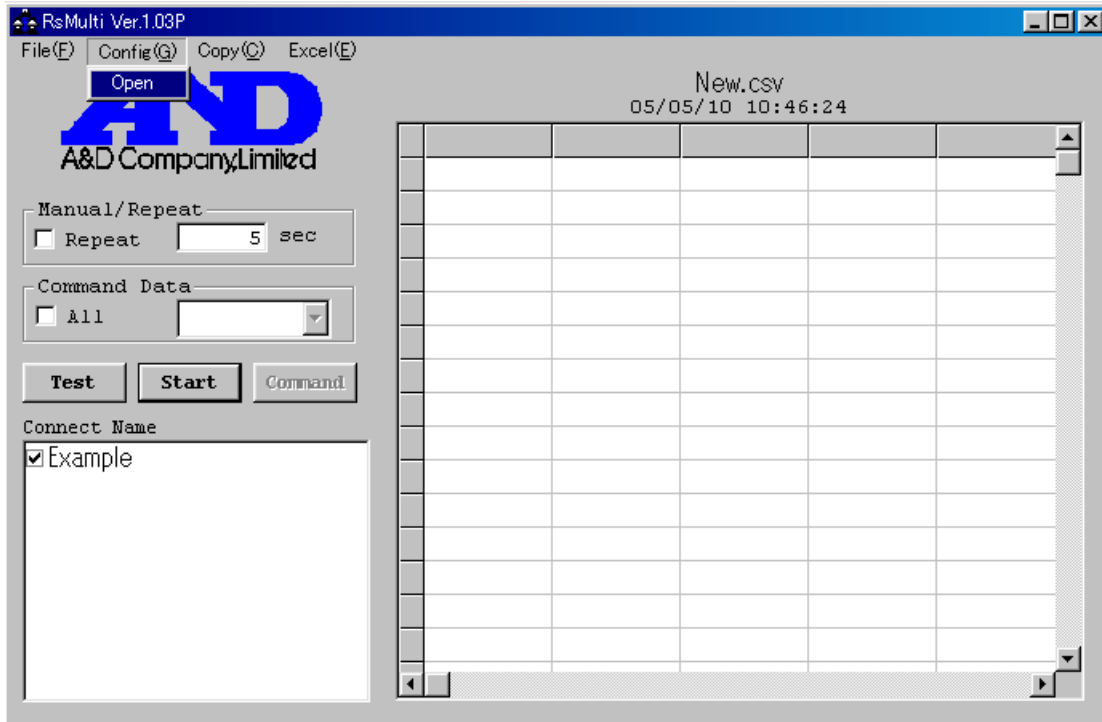 RsMulti Ver.1.03P
File(F) Config(G) Copy(C) Excel(E)
Open
AND
A&D Company,Limited
New.csv
05/05/10 10:46:24
Manual/Repeat
Repeat 5 sec
Command Data
All
Test Start Command
Connect Name
Example